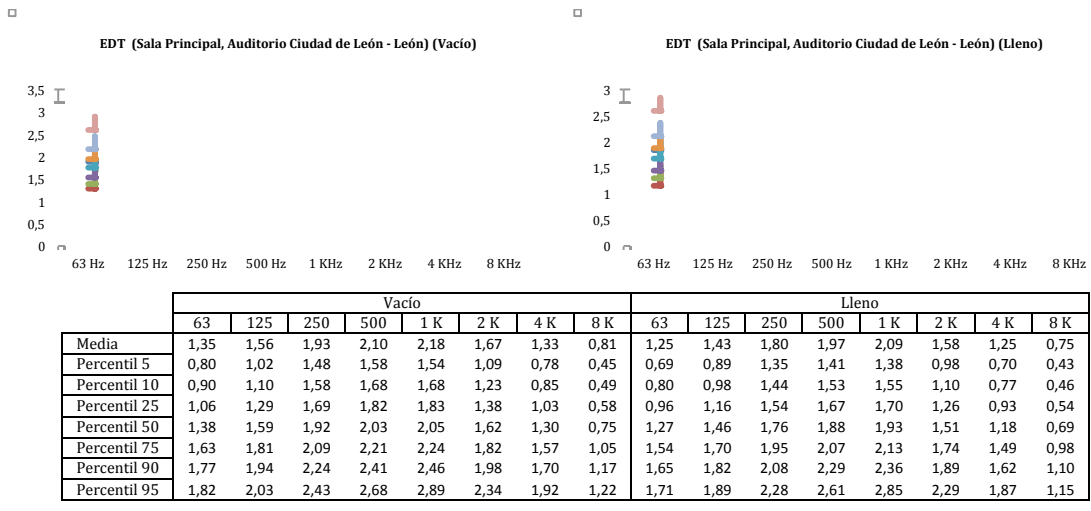 EDT (Sala Principal, Auditorio Ciudad de León - León) (Vacío)
3,5
3
2,5
2
1,5
1
0,5
0
63 Hz 125 Hz 250 Hz 500 Hz 1 KHz 2 KHz 4 KHz 8 KHz
EDT (Sala Principal, Auditorio Ciudad de León - León) (Lleno)
3
2,5
2
1,5
1
0,5
0
63 Hz 125 Hz 250 Hz 500 Hz 1 KHz 2 KHz 4 KHz 8 KHz
Vacío Lleno
63 125 250 500 1 K 2 K 4 K 8 K 63 125 250 500 1 K 2 K 4 K 8 K
Media 1,35 1,56 1,93 2,10 2,18 1,67 1,33 0,81 1,25 1,43 1,80 1,97 2,09 1,58 1,25 0,75
Percentil 5 0,80 1,02 1,48 1,58 1,54 1,09 0,78 0,45 0,69 0,89 1,35 1,41 1,38 0,98 0,70 0,43
Percentil 10 0,90 1,10 1,58 1,68 1,68 1,23 0,85 0,49 0,80 0,98 1,44 1,53 1,55 1,10 0,77 0,46
Percentil 25 1,06 1,29 1,69 1,82 1,83 1,38 1,03 0,58 0,96 1,16 1,54 1,67 1,70 1,26 0,93 0,54
Percentil 50 1,38 1,59 1,92 2,03 2,05 1,62 1,30 0,75 1,27 1,46 1,76 1,88 1,93 1,51 1,18 0,69
Percentil 75 1,63 1,81 2,09 2,21 2,24 1,82 1,57 1,05 1,54 1,70 1,95 2,07 2,13 1,74 1,49 0,98
Percentil 90 1,77 1,94 2,24 2,41 2,46 1,98 1,70 1,17 1,65 1,82 2,08 2,29 2,36 1,89 1,62 1,10
Percentil 95 1,82 2,03 2,43 2,68 2,89 2,34 1,92 1,22 1,71 1,89 2,28 2,61 2,85 2,29 1,87 1,15